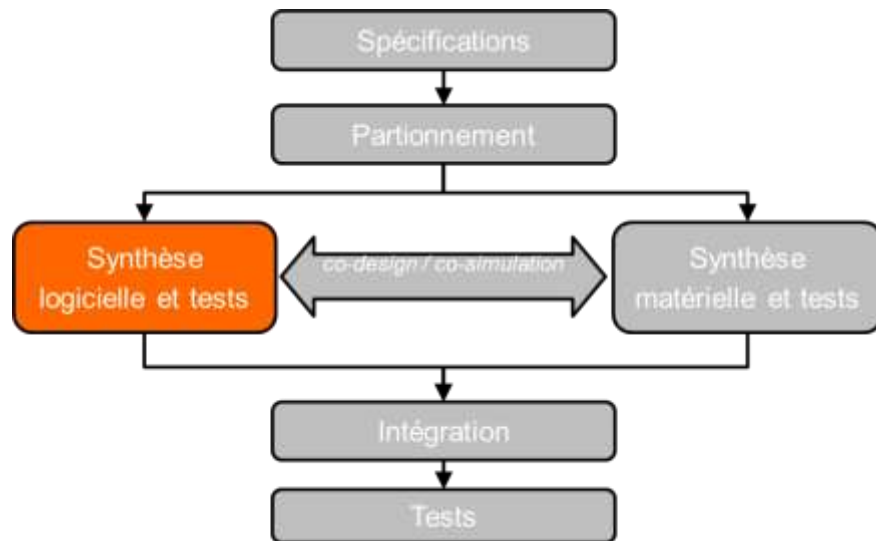 Spécifications
Partionnement
Synthèse
logicielle et tests
co-design / co-simulation
Synthèse
matérielle et tests
Intégration
Tests